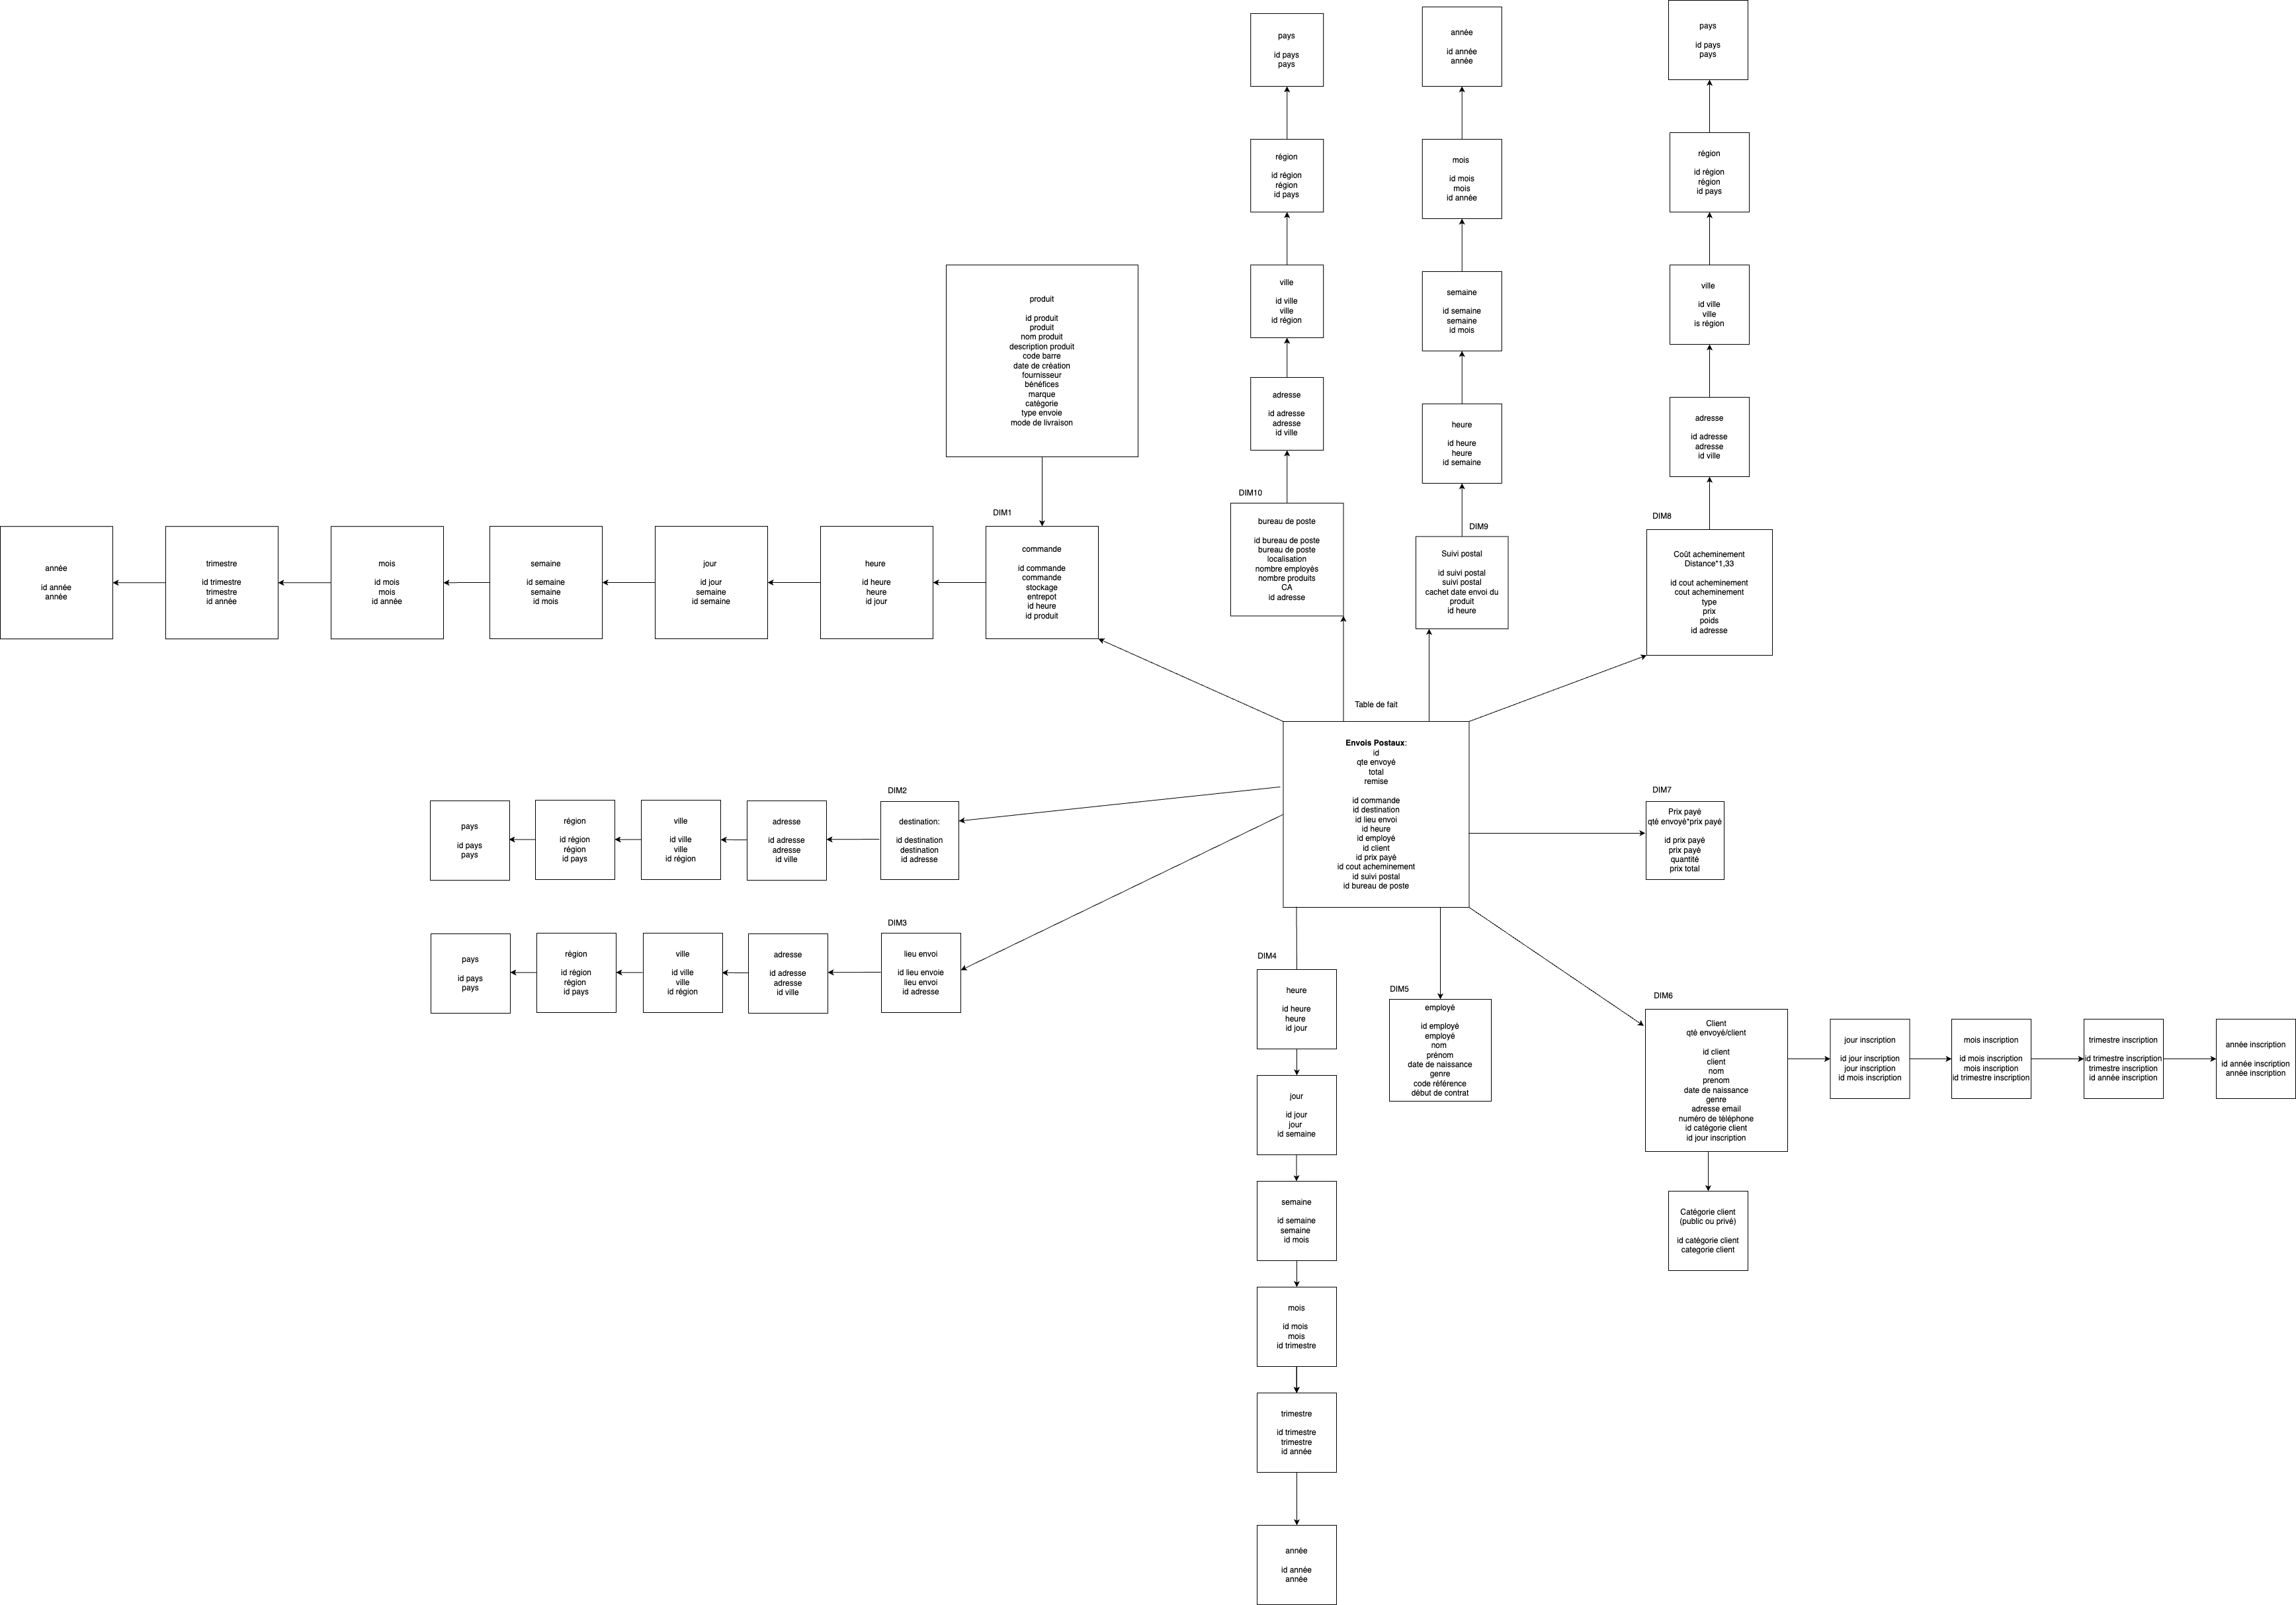 pays
id pays
pays
année
id année
année
pays
id pays
pays
région
id région
région
id pays
mois
id mois
mois
id année
région
id région
région
id pays
produit
id produit
produit
nom produit
description produit
code barre
date de création
fournisseur
bénéfices
marque
catégorie
type envoie
mode de livraison
ville
id ville
ville
id région
semaine
id semaine
semaine
id mois
ville
id ville
ville
is région
adresse
id adresse
adresse
id ville
heure
id heure
heure
id semaine
adresse
id adresse
adresse
id ville
année
id année
année
trimestre
id trimestre
trimestre
id année
mois
id mois
mois
id année
semaine
id semaine
semaine
id mois
jour
id jour
semaine
id semaine
heure
id heure
heure
id jour
DIM1
commande
id commande
commande
stockage
entrepot
id heure
id produit
DIM10
bureau de poste
id bureau de poste
bureau de poste
localisation
nombre employés
nombre produits
CA
id adresse
DIM9
Suivi postal
id suivi postal
suivi postal
cachet date envoi du
produit
id heure
DIM8
Coût acheminement
Distance*1,33
id cout acheminement
cout acheminement
type
prix
poids
id adresse
Table de fait
Envois Postaux:
id
qte envoyé
total
remise
id commande
id destination
id lieu envoi
id heure
id employé
id client
id prix payé
id cout acheminement
id suivi postal
id bureau de poste
DIM2
pays
id pays
pays
région
id région
région
id pays
ville
id ville
ville
id région
adresse
id adresse
adresse
id ville
destination:
id destination
destination
id adresse
DIM7
Prix payé
qté envoyé*prix payé
id prix payé
prix payé
quantité
prix total
DIM3
pays
id pays
pays
région
id région
région
id pays
ville
id ville
ville
id région
adresse
id adresse
adresse
id ville
lieu envoi
id lieu envoie
lieu envoi
id adresse
DIM4
heure
id heure
heure
id jour
DIM5
employé
id employé
employé
nom
prénom
date de naissance
genre
code référence
début de contrat
DIM6
Client
qté envoyé/client
id client
client
nom
prenom
date de naissance
genre
adresse email
numéro de téléphone
id catégorie client
id jour inscription
jour inscription
id jour inscription
jour inscription
id mois inscription
mois inscription
id mois inscription
mois inscription
id trimestre inscription
trimestre inscription
id trimestre inscription
trimestre inscription
id année inscription
année inscription
id année inscription
année inscription
jour
id jour
jour
id semaine
semaine
id semaine
semaine
id mois
Catégorie client
(public ou privé)
id catégorie client
categorie client
mois
id mois
mois
id trimestre
trimestre
id trimestre
trimestre
id année
année
id année
année